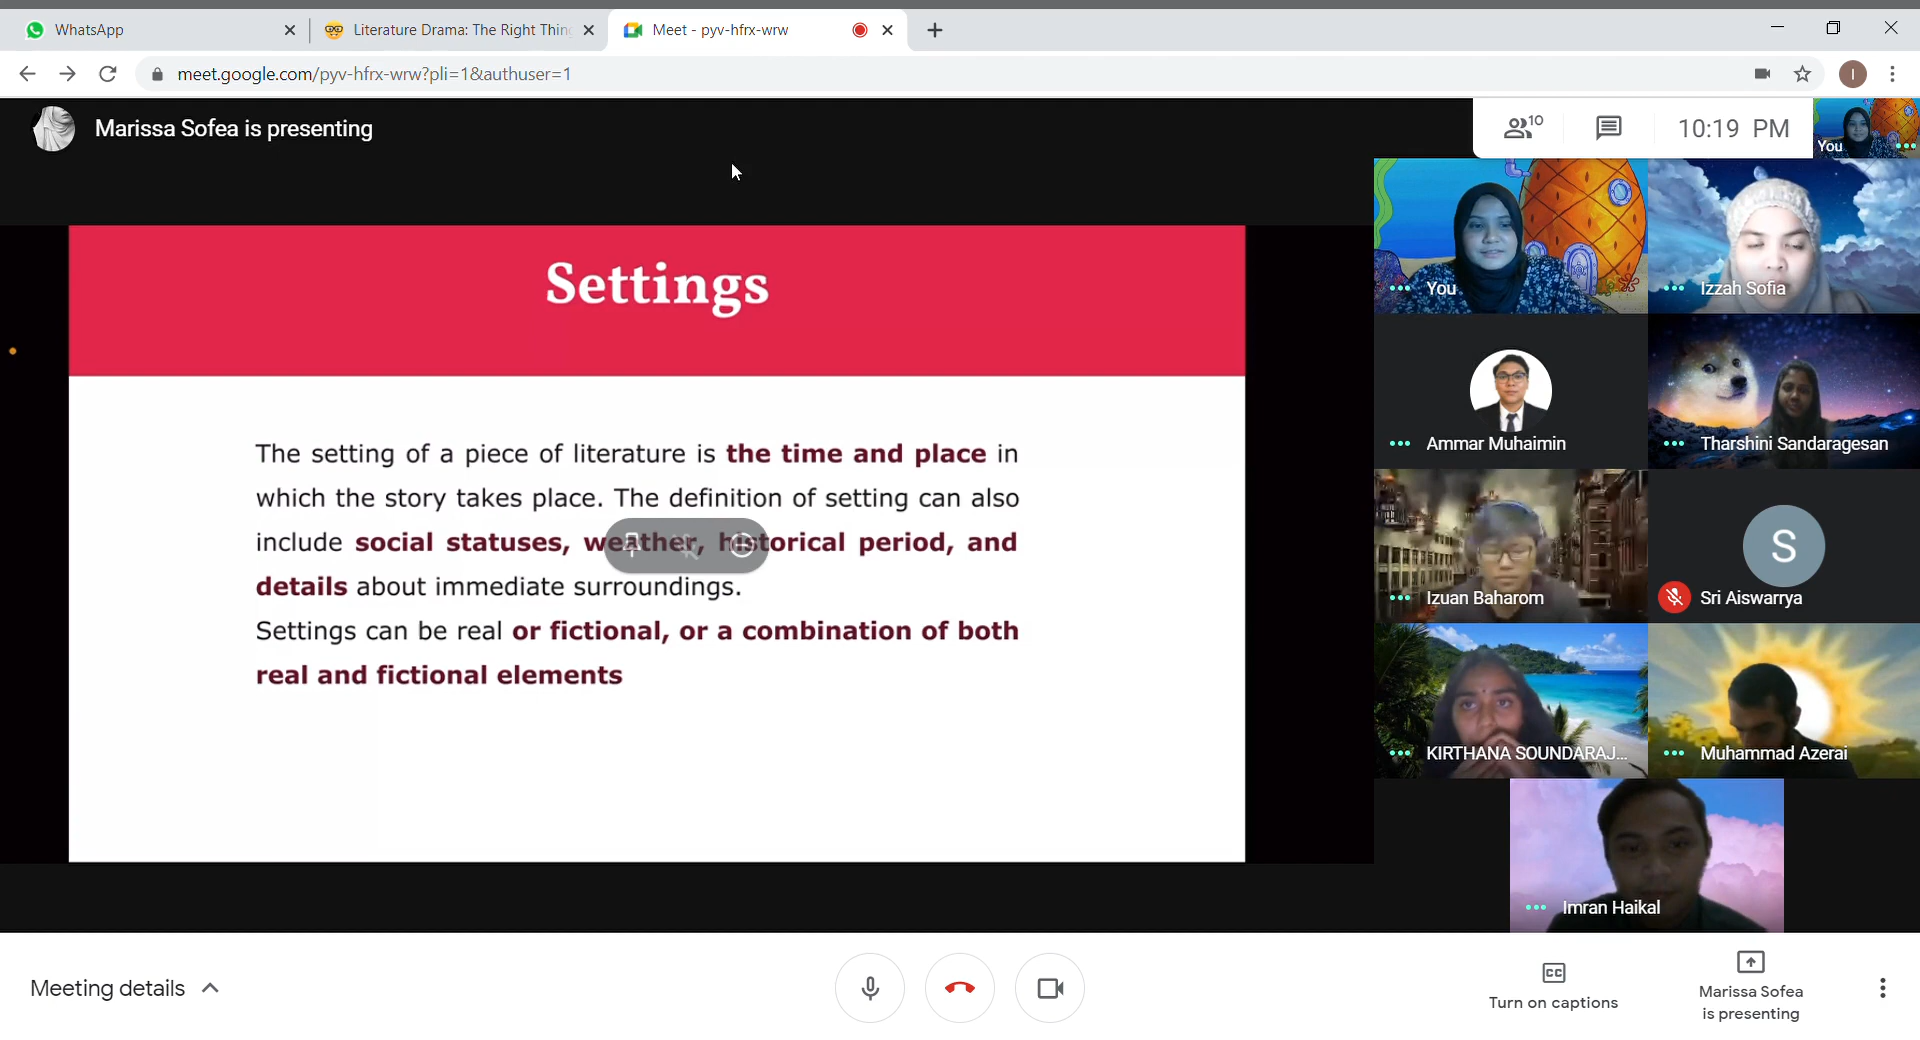 WhatsApp
Literature Drama: The Right Thin
Meet - pyv-hfrx-wrw
meet.google.com/pyv-hfrx-wrw?pli=1&authuser=1
I
Marissa Sofea is presenting
10
10:19 PM
You
Settings
The setting of a piece of literature is the time and place in
which the story takes place. The definition of setting can also
include social statuses, weather, historical period, and
details about immediate surroundings.
Settings can be real or fictional, or a combination of both
real and fictional elements
You
Izzah Sofia
Ammar Muhaimin
Tharshini Sandaragesan
Izuan Baharom
S
Sri Aiswarrya
KIRTHANA SOUNDARAJ...
Muhammad Azerai
Imran Haikal
Meeting details
CC
Turn on captions
Marissa Sofea
is presenting